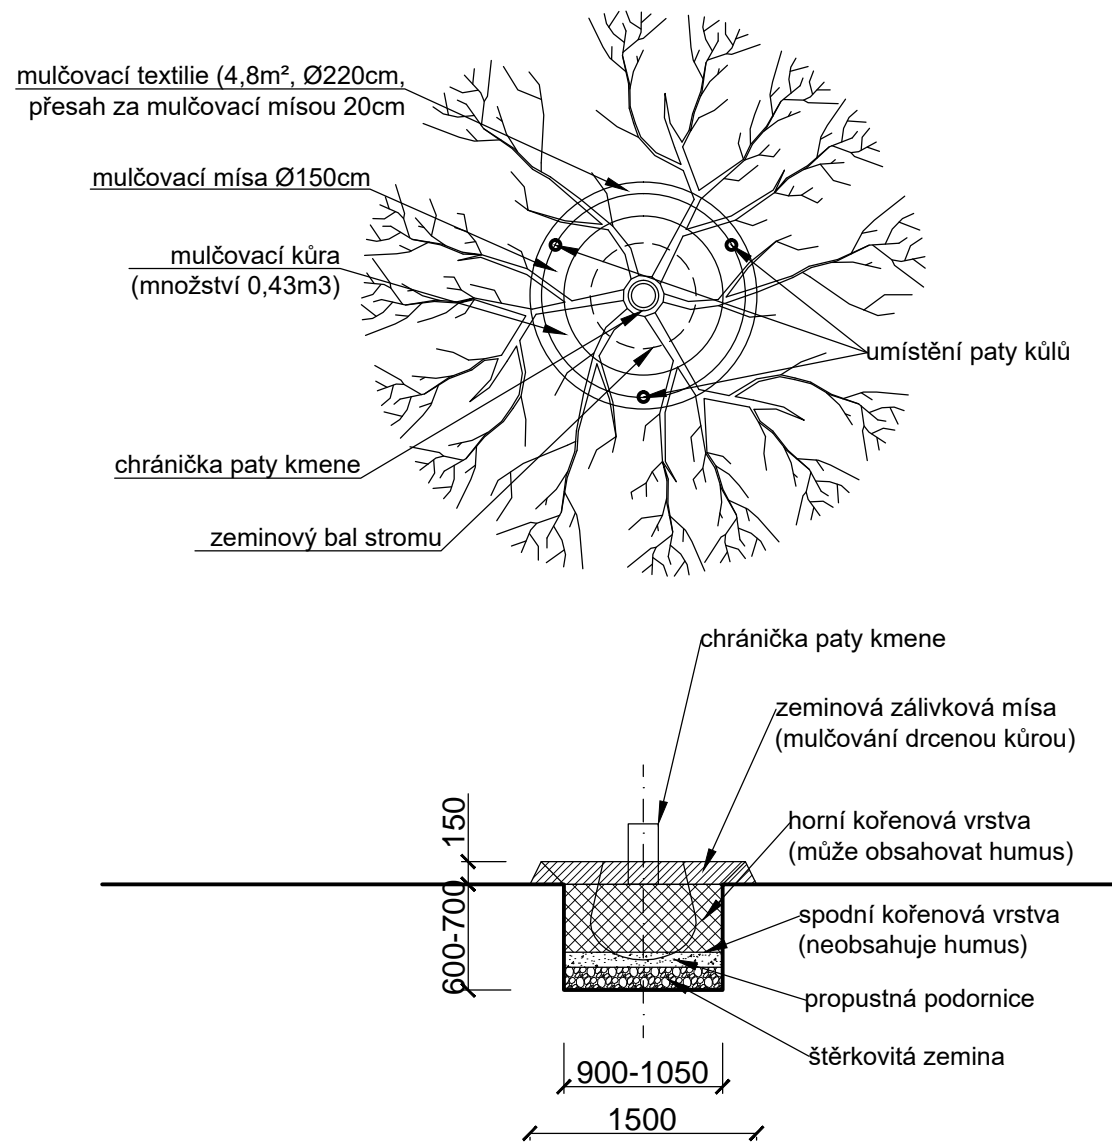 mulčovací textilie (4,8m², Ø220cm,
přesah za mulčovací mísou 20cm
mulčovací mísa Ø150cm
mulčovací kůra
(množství 0,43m3)
umístění paty kůlů
chránička paty kmene
zeminový bal stromu
chránička paty kmene
zeminová zálivková mísa
(mulčování drcenou kůrou)
150
horní kořenová vrstva
(může obsahovat humus)
600-700
spodní kořenová vrstva
(neobsahuje humus)
propustná podornice
štěrkovitá zemina
900-1050
1500